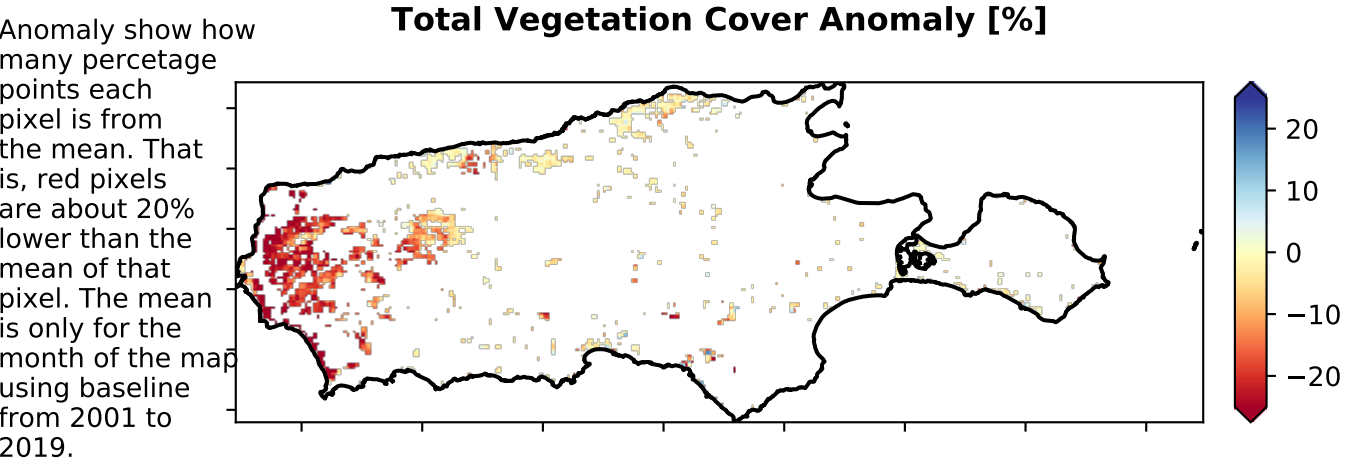 Total Vegetation Cover Anomaly [%]
Anomaly show how
many percetage
points each
pixel is from
the mean. That
is, red pixels
are about 20%
lower than the
mean of that
pixel. The mean
is only for the
month of the map
using baseline
from 2001 to
2019.
20
10
0
−10
−20